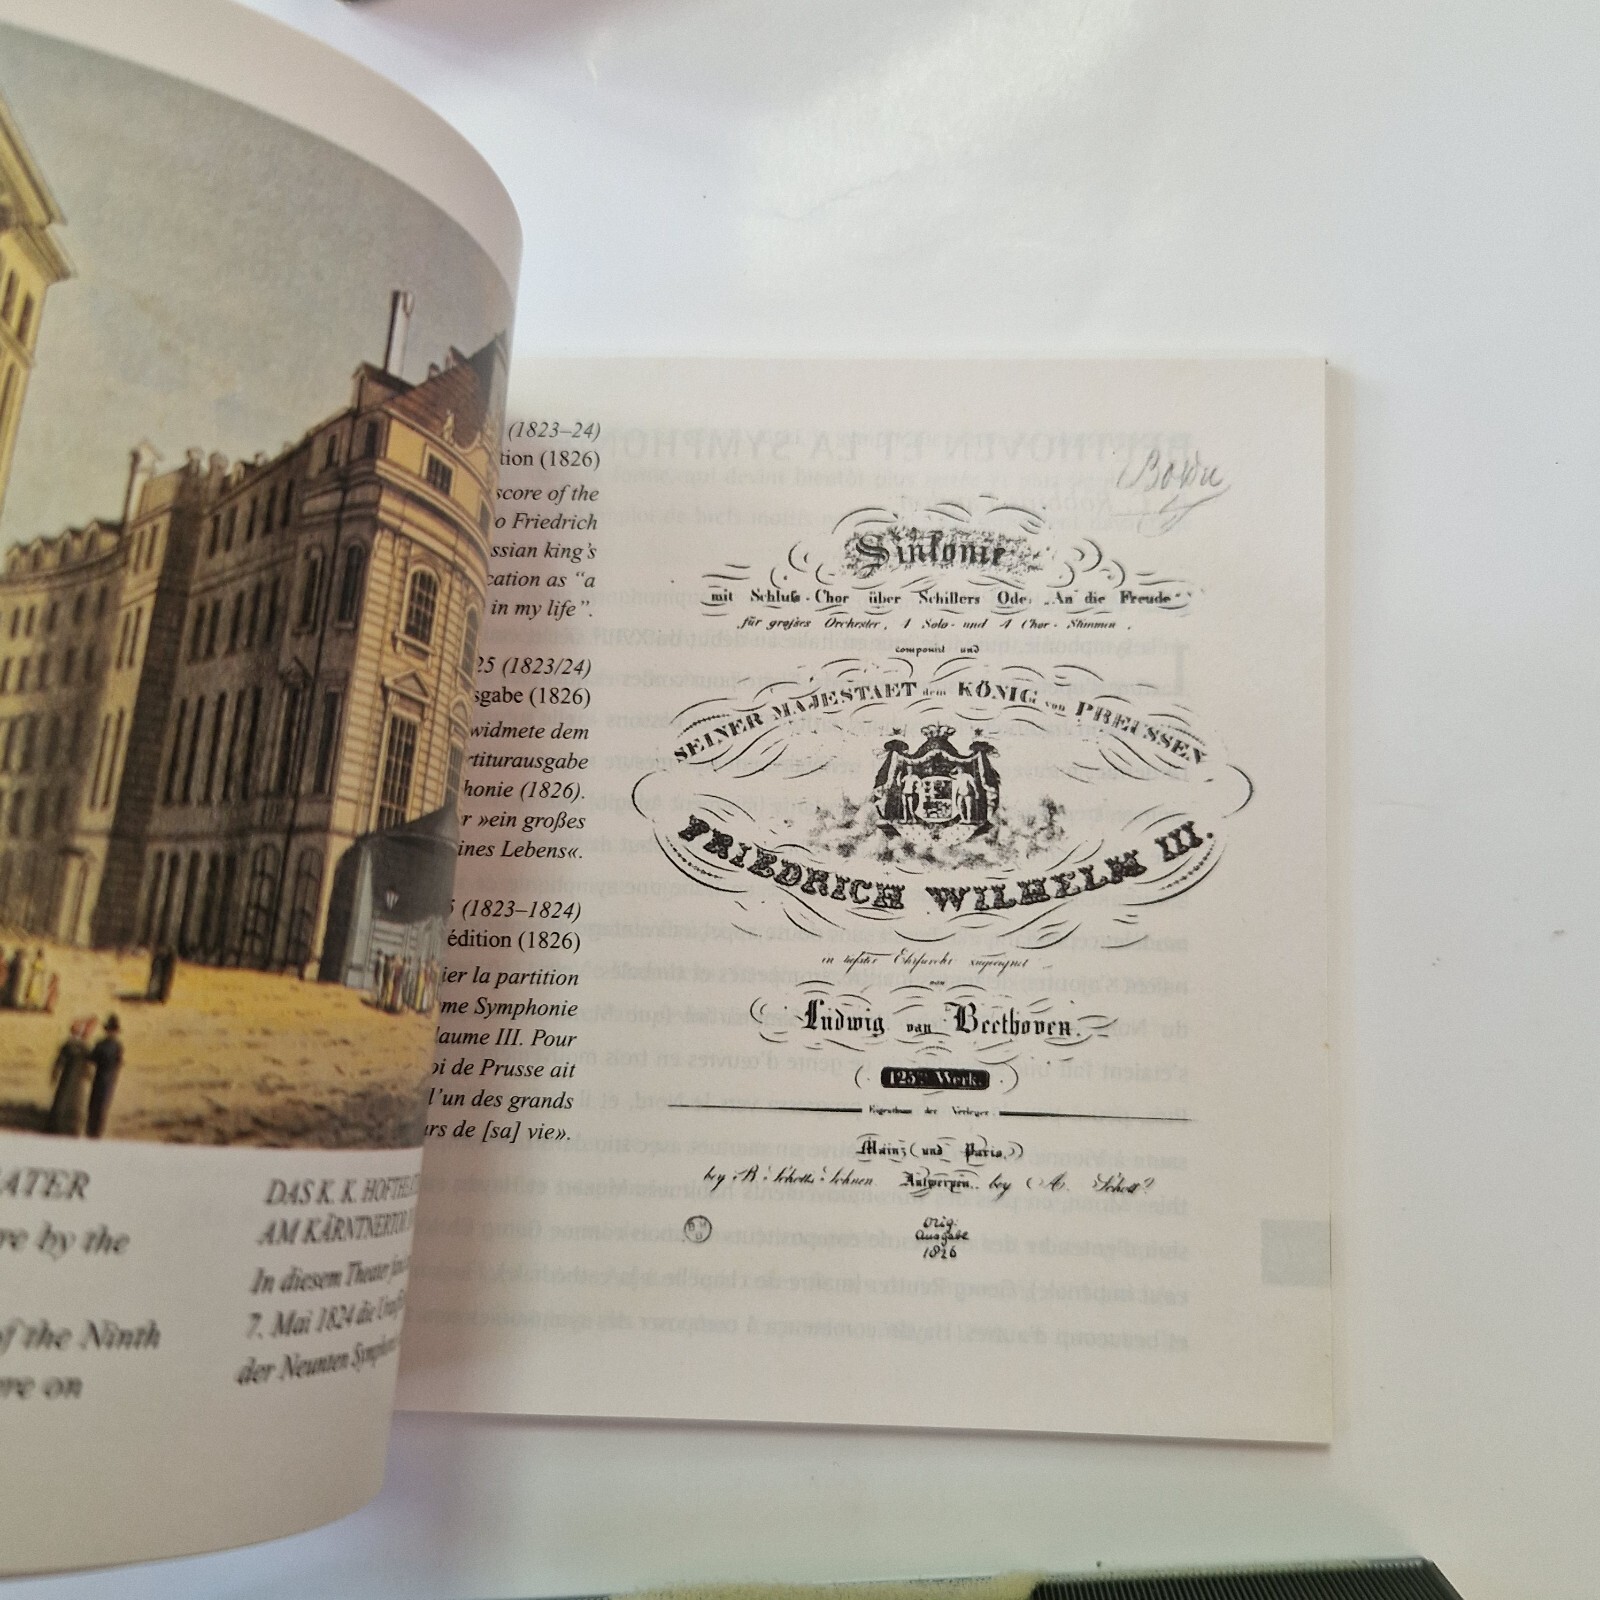 ATER
re by the
of the Ninth
re on
DAS K. K. HOFTHEAT
AM KÄRNTNERTOR
In diesem Theater fan
7. Mai 1824 die Urauf
der Neunten Symphon
(1823–24)
tion (1826)
score of the
o Friedrich
ssian king's
cation as “a
in my life”.
25 (1823/24)
sgabe (1826)
widmete dem
rtiturausgabe
honie (1826).
r »ein großes
ines Lebens«.
5 (1823–1824)
édition (1826)
ier la partition
me Symphonie
laume III. Pour
oi de Prusse ait
l'un des grands
urs de [sa] vie».
Sinfonie
mit Schluß-Chor über Schillers Ode: „An die Freude“
für großes Orchester, 4 Solo- und 4 Chor-Stimmen,
componirt und
SEINER MAJESTAET dem KÖNIG von PREUSSEN
FRIEDRICH WILHELM III.
in tiefster Ehrfurcht zugeeignet
von
Ludwig van Beethoven.
125tes Werk.
Eigenthum der Verleger.
Mainz und Paris,
bey B. Schotts Söhnen. Antwerpen, bey A. Schott.
Orig.
Ausgabe
1826